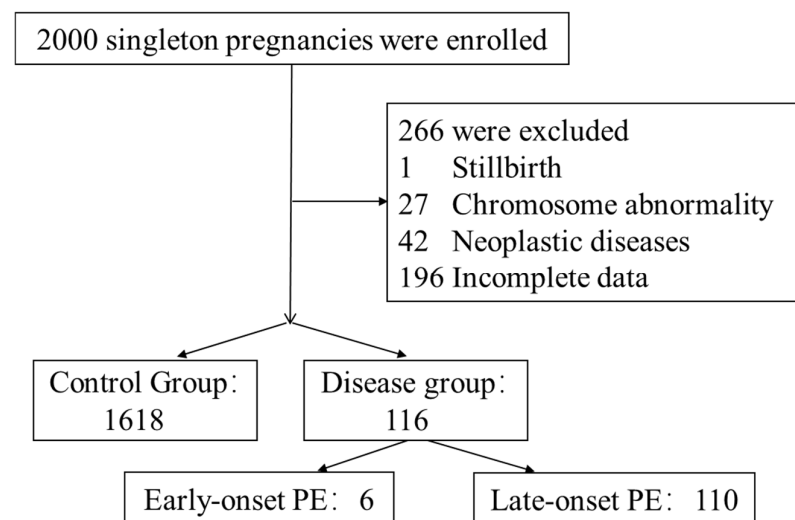 2000 singleton pregnancies were enrolled
266 were excluded
1 Stillbirth
27 Chromosome abnormality
42 Neoplastic diseases
196 Incomplete data
Control Group：
1618
Disease group：
116
Early-onset PE： 6
Late-onset PE： 110